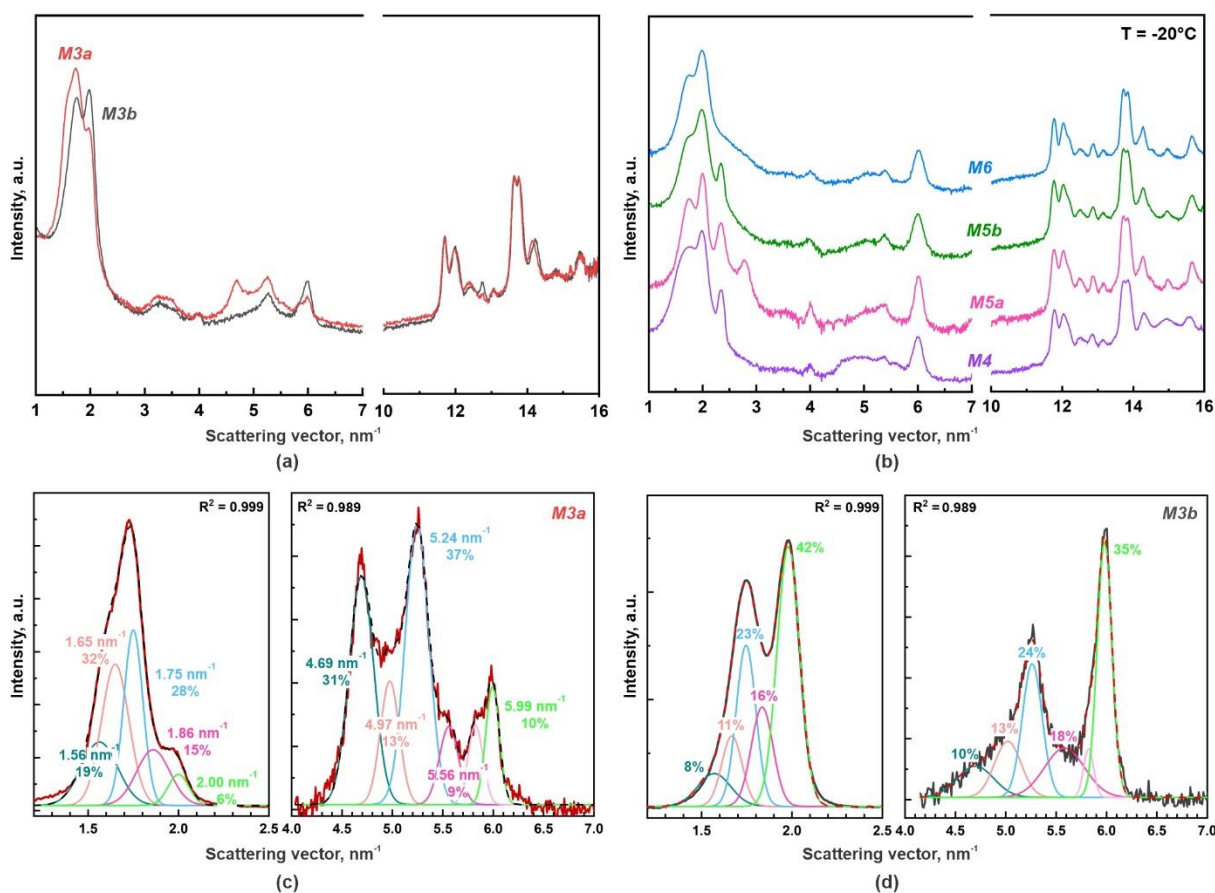 M3a
M3b
Intensity, a.u.
1 2 3 4 5 6 7 10 12 14 16
Scattering vector, nm-1
(a)
T = -20°C
M6
M5b
M5a
M4
Intensity, a.u.
1 2 3 4 5 6 7 10 12 14 16
Scattering vector, nm-1
(b)
R2 = 0.999
1.65 nm-1
32%
1.75 nm-1
28%
1.86 nm-1
15%
1.56 nm-1
19%
2.00 nm-1
6%
Intensity, a.u.
1.5 2.0 2.5
R2 = 0.989
M3a
5.24 nm-1
37%
4.69 nm-1
31%
4.97 nm-1
13%
5.99 nm-1
10%
5.56 nm-1
9%
4.0 4.5 5.0 5.5 6.0 6.5 7.0
Scattering vector, nm-1
(c)
R2 = 0.999
42%
23%
16%
11%
8%
Intensity, a.u.
1.5 2.0 2.5
R2 = 0.989
M3b
35%
24%
18%
13%
10%
4.0 4.5 5.0 5.5 6.0 6.5 7.0
Scattering vector, nm-1
(d)